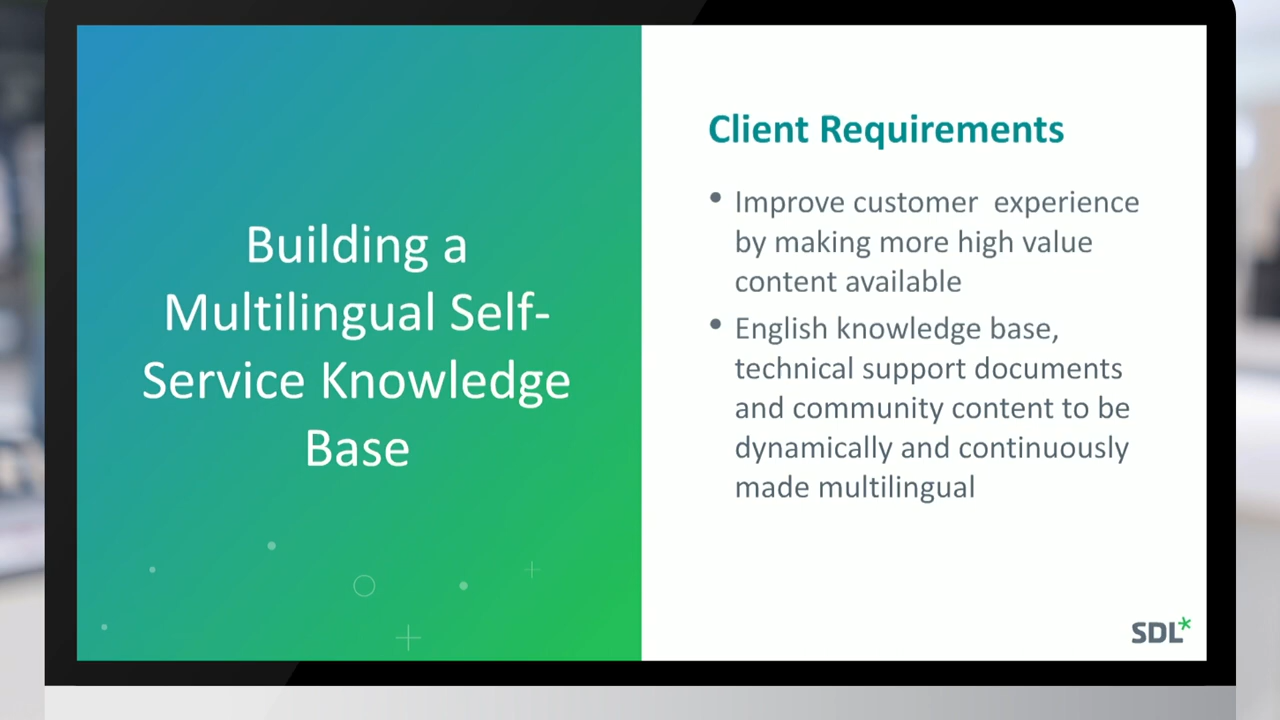 Building a
Multilingual Self-
Service Knowledge
Base
Client Requirements
• Improve customer  experience
by making more high value
content available
• English knowledge base,
technical support documents
and community content to be
dynamically and continuously
made multilingual
SDL*